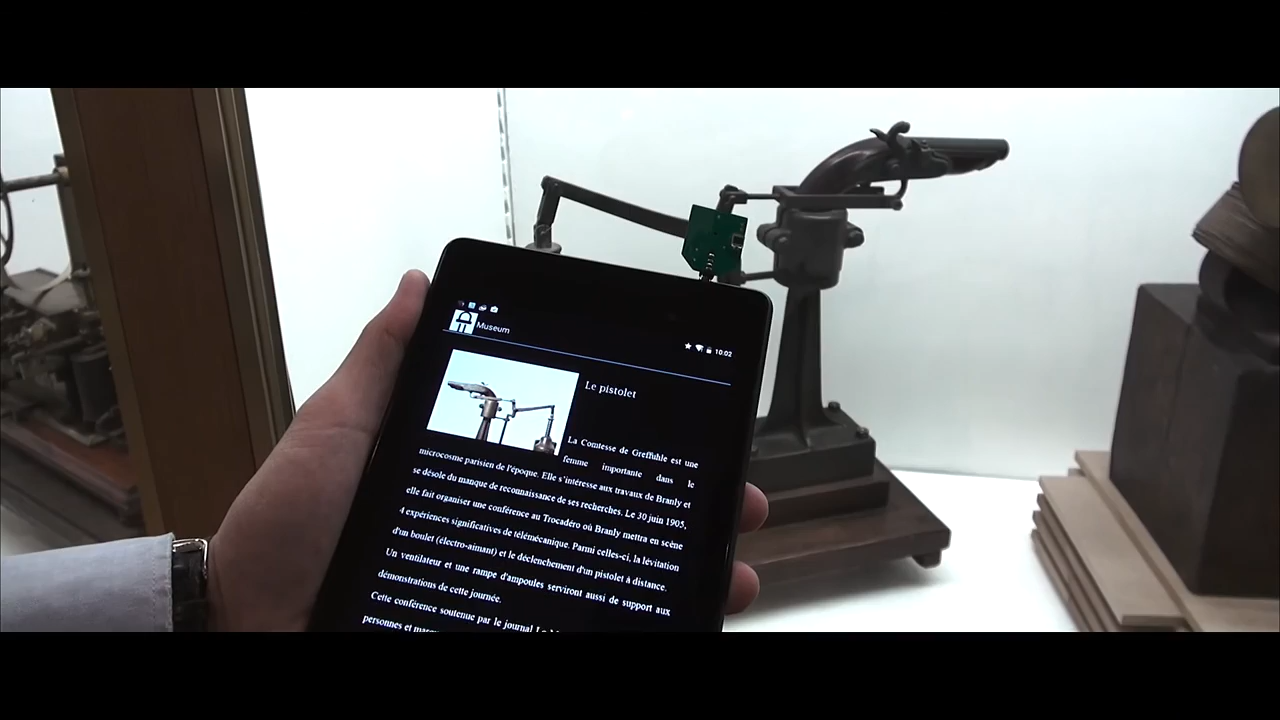 Museum
10:02
Le pistolet
La Comtesse de Greffulhe est une
femme importante dans le
microcosme parisien de l'époque. Elle s'intéresse aux travaux de Branly et
se désole du manque de reconnaissance de ses recherches. Le 30 juin 1905,
elle fait organiser une conférence au Trocadéro où Branly mettra en scène
4 expériences significatives de télémécanique. Parmi celles-ci, la lévitation
d'un boulet (électro-aimant) et le déclenchement d'un pistolet à distance.
Un ventilateur et une rampe d'ampoules serviront aussi de support aux
démonstrations de cette journée.
Cette conférence soutenue par le journal Le
personnes et